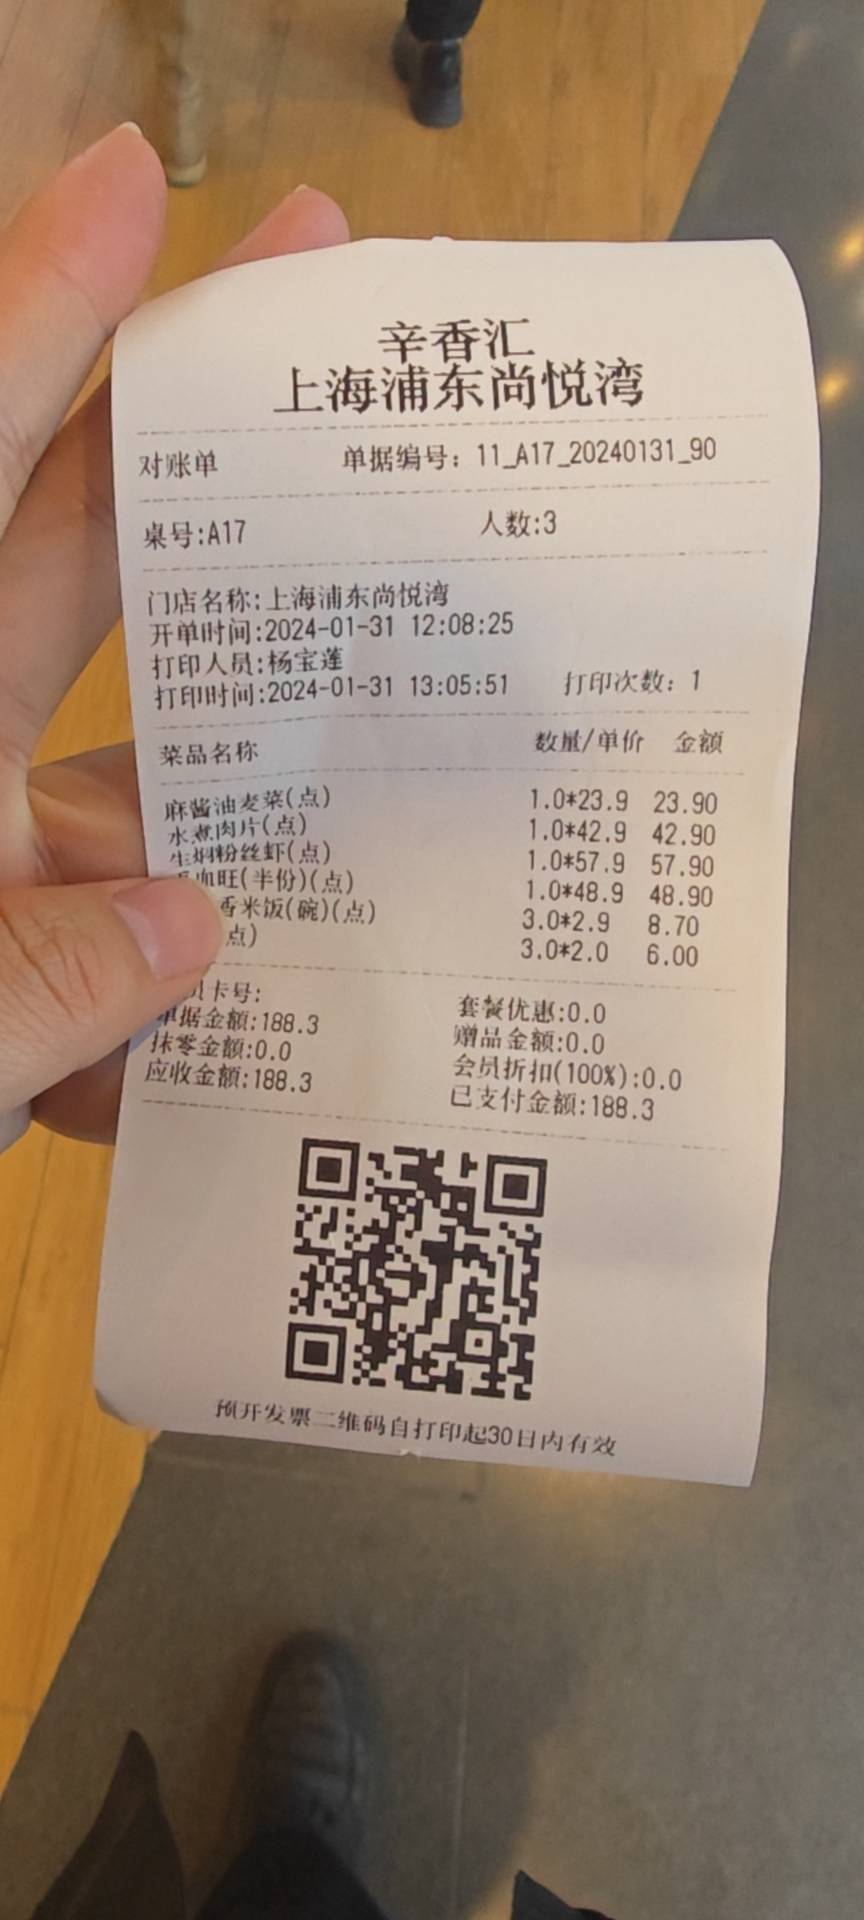 辛香汇
上海浦东尚悦湾
对账单 单据编号：11_A17_20240131_90
桌号:A17 人数:3
门店名称:上海浦东尚悦湾
开单时间:2024-01-31 12:08:25
打印人员:杨宝莲
打印时间:2024-01-31 13:05:51 打印次数：1
菜品名称 数量/单价 金额
麻酱油麦菜(点) 1.0*23.9 23.90
水煮肉片(点) 1.0*42.9 42.90
生焖粉丝虾(点) 1.0*57.9 57.90
血旺(半份)(点) 1.0*48.9 48.90
香米饭(碗)(点) 3.0*2.9 8.70
点) 3.0*2.0 6.00
员卡号: 套餐优惠:0.0
单据金额:188.3 赠品金额:0.0
抹零金额:0.0 会员折扣(100%):0.0
应收金额:188.3 已支付金额:188.3
预开发票二维码自打印起30日内有效